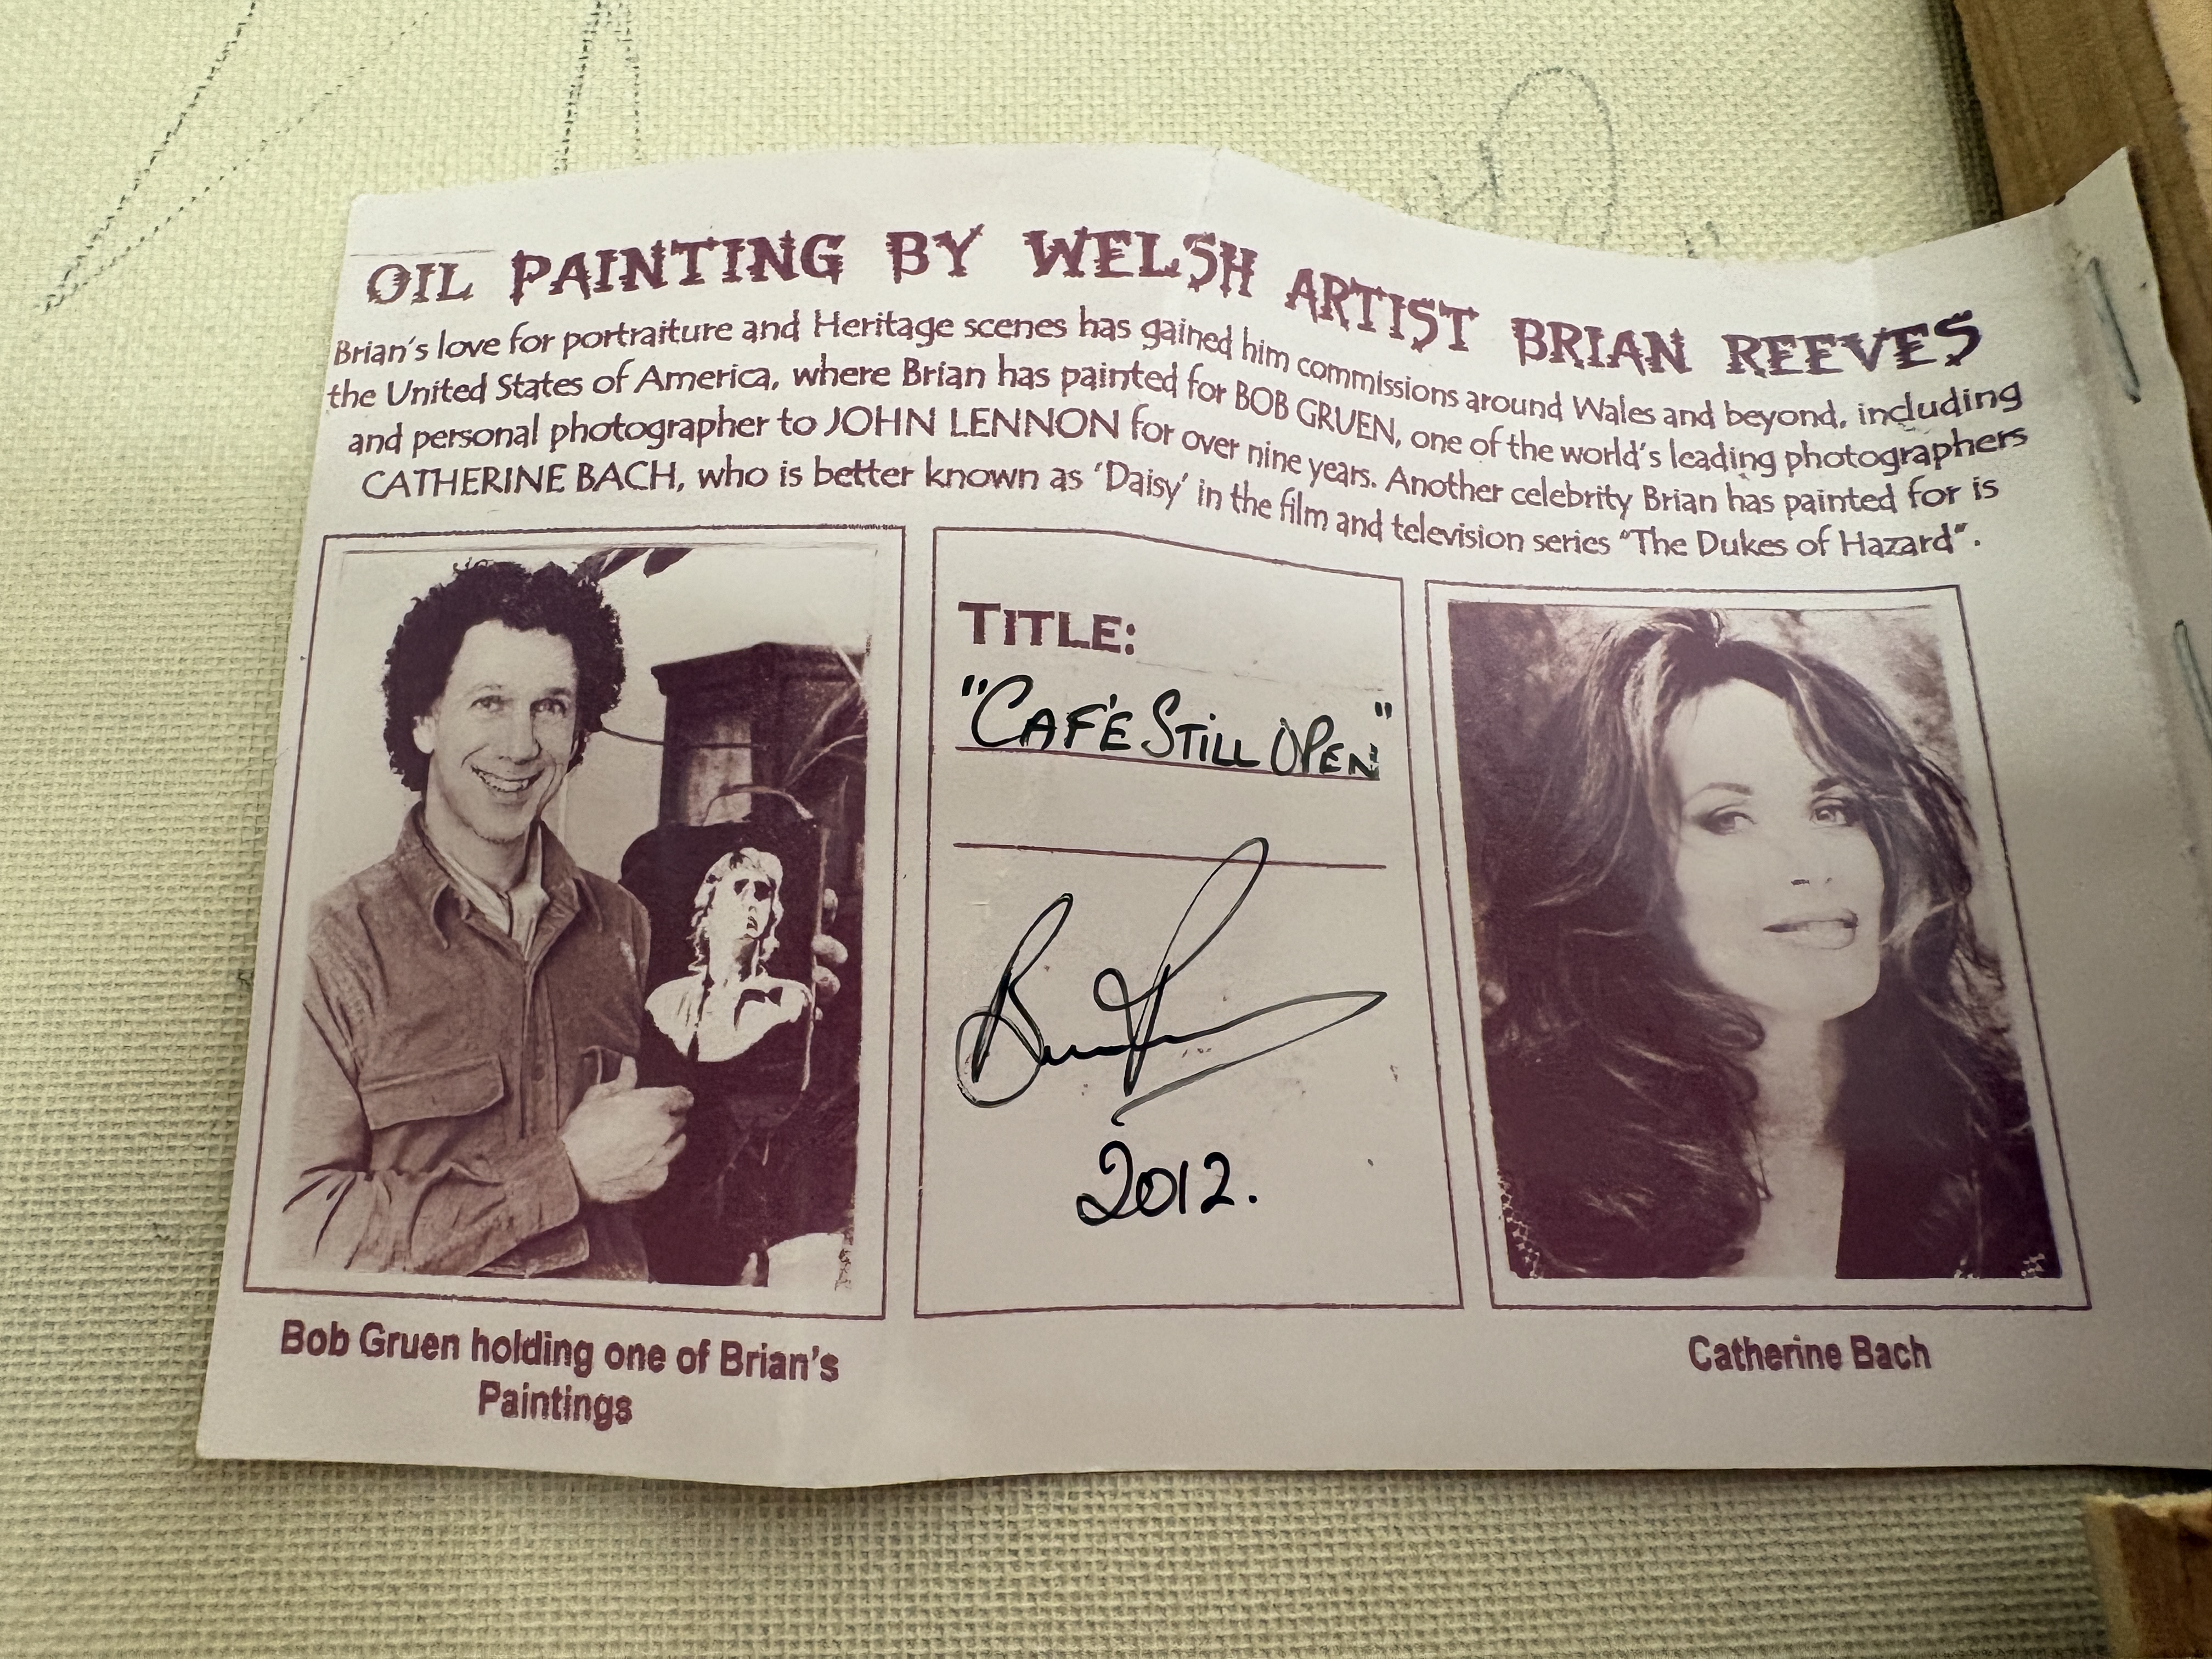 OIL PAINTING BY WELSH ARTIST BRIAN REEVES
Brian's love for portraiture and Heritage scenes has gained him commissions around Wales and beyond, including
the United States of America, where Brian has painted for BOB GRUEN, one of the world's leading photographers
and personal photographer to JOHN LENNON for over nine years. Another celebrity Brian has painted for is
CATHERINE BACH, who is better known as 'Daisy' in the film and television series "The Dukes of Hazard".
TITLE:
"CAFÉ STILL OPEN"
2012.
Bob Gruen holding one of Brian's
Paintings
Catherine Bach